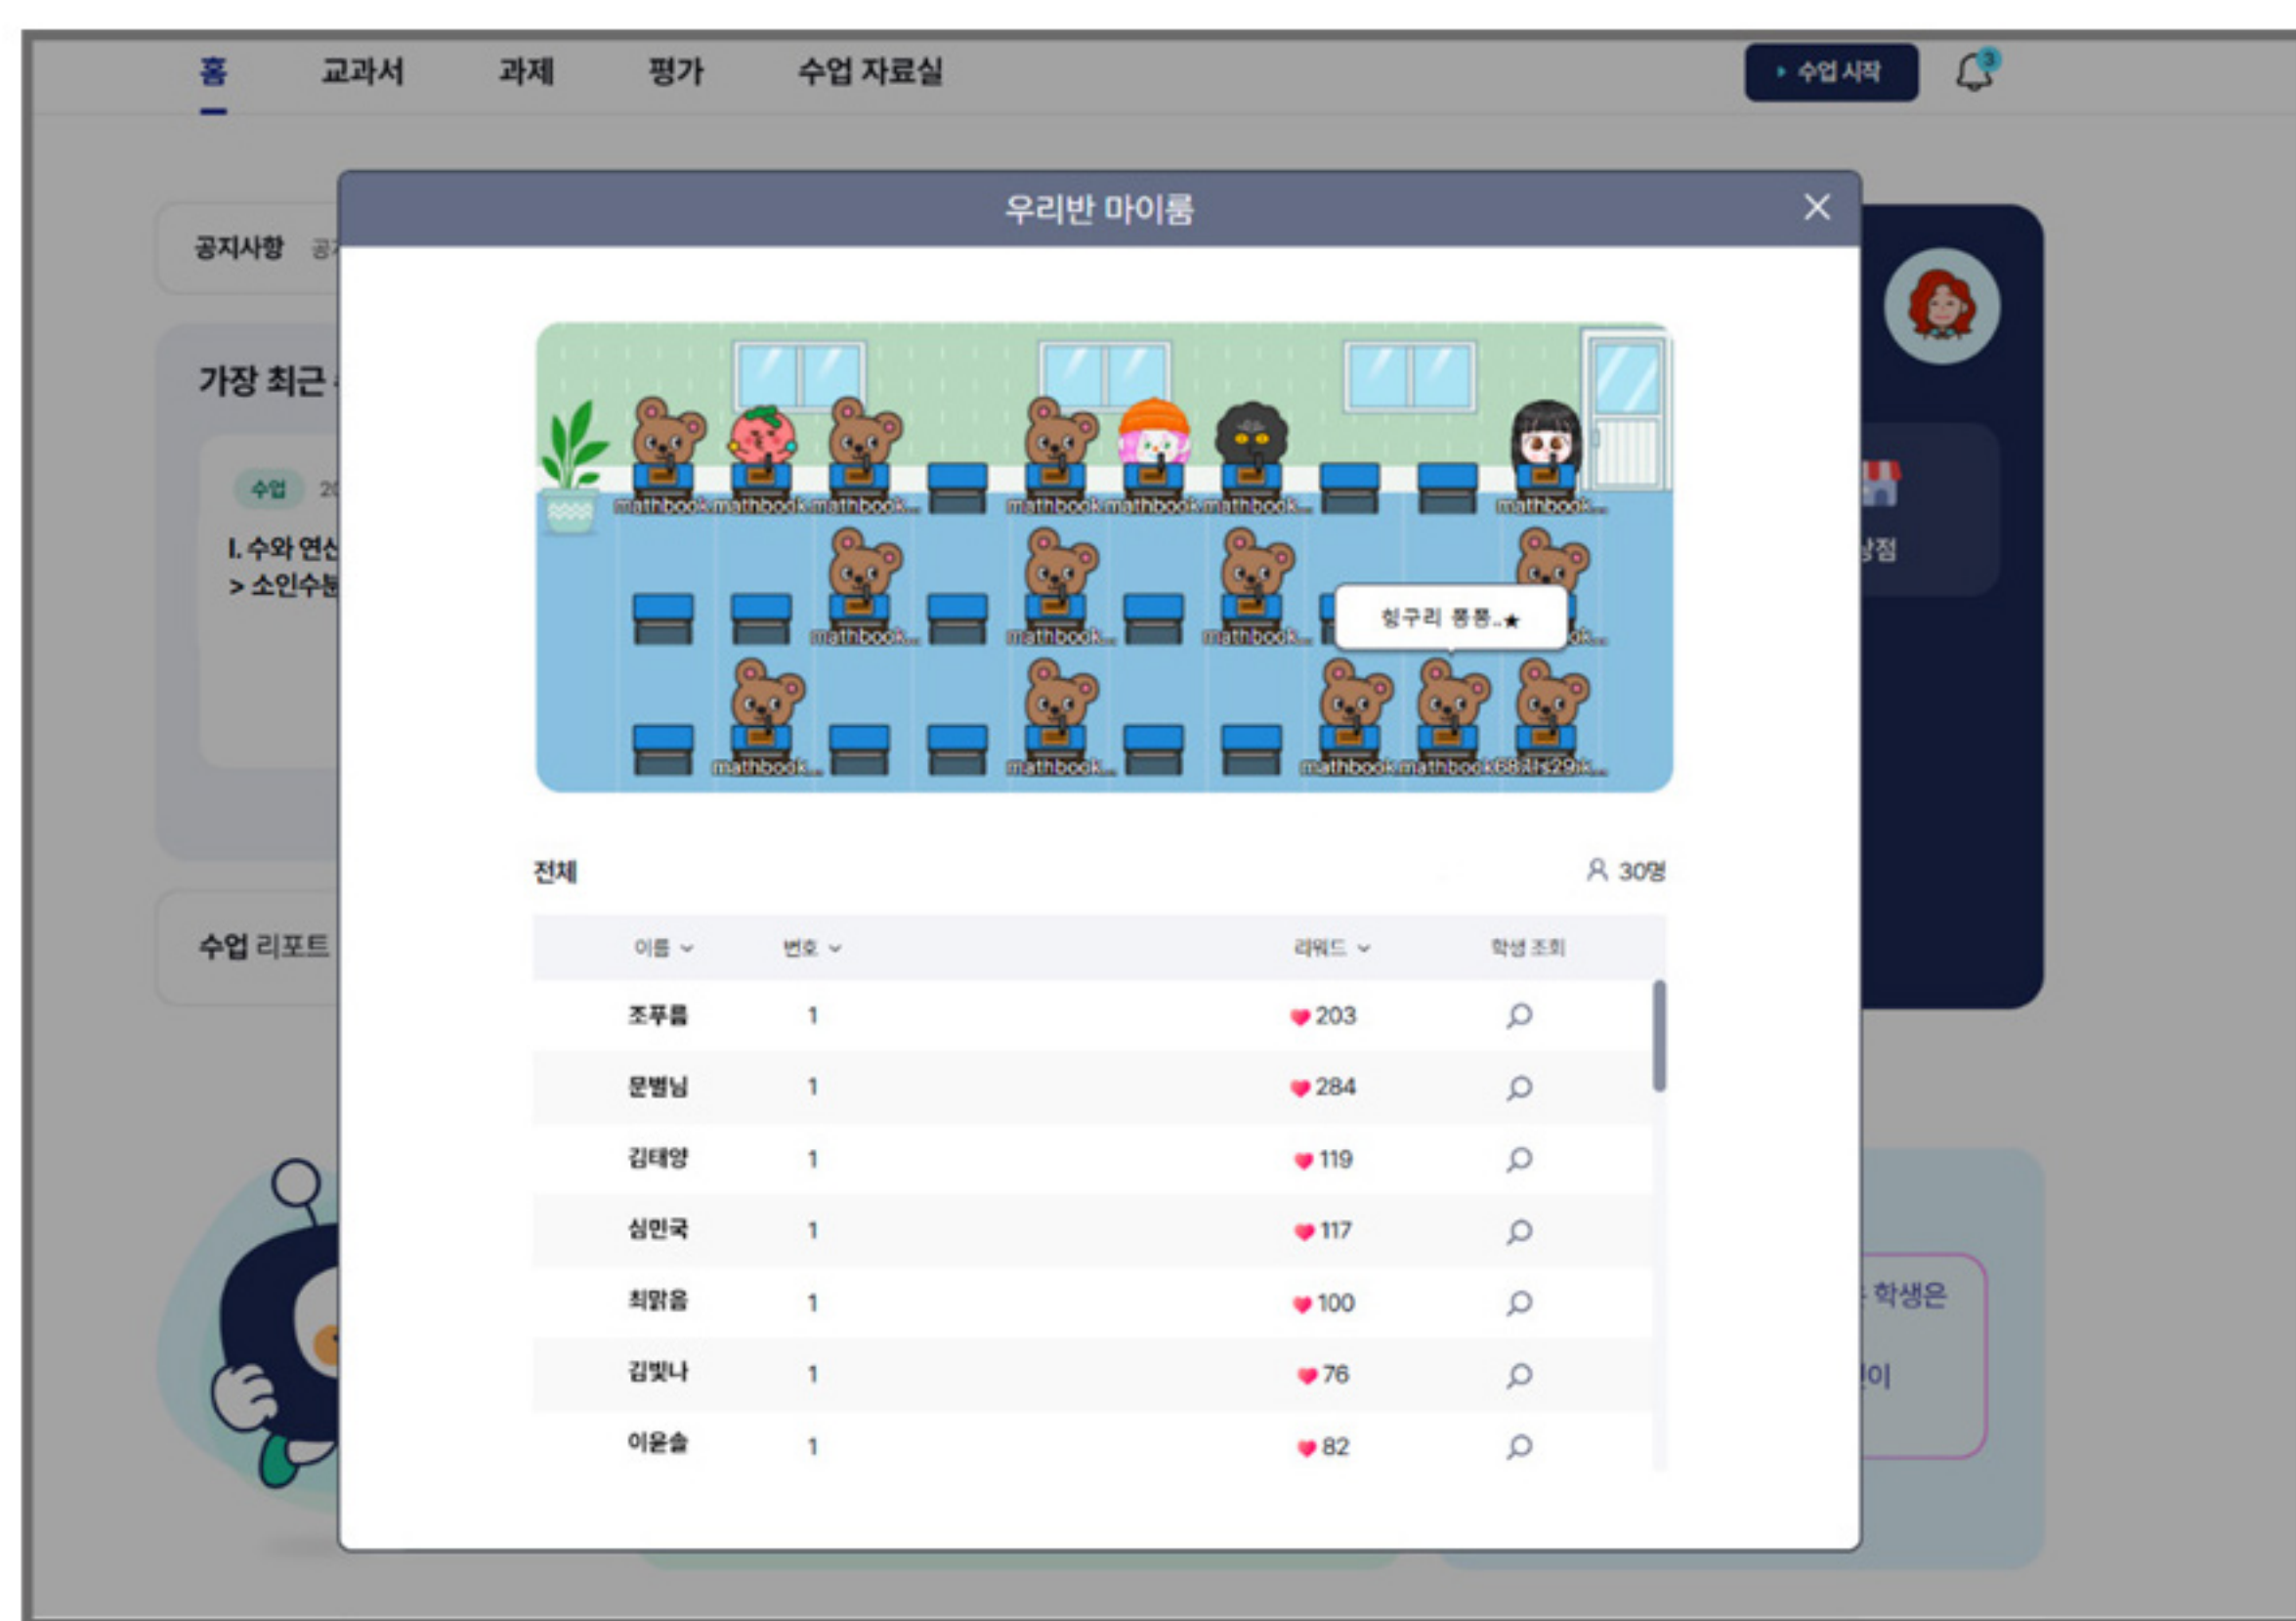 홈 교과서 과제 평가 수업 자료실 수업 시작 3
우리반 마이룸
공지사항
가장 최근
수업 20
I. 수와 연산
> 소인수분
mathbook mathbook mathbook... mathbook mathbook mathbook... mathbook...
mathbook... mathbook... mathbook...
힝구리 퐁퐁..★
mathbook... mathbook... mathbook mathbook
상점
전체 30명
수업 리포트
이름 번호 리워드 학생 조회
조푸름 1 203
문별님 1 284
김태양 1 119
심민국 1 117
최맑음 1 100
김빛나 1 76
이윤솔 1 82
학생은